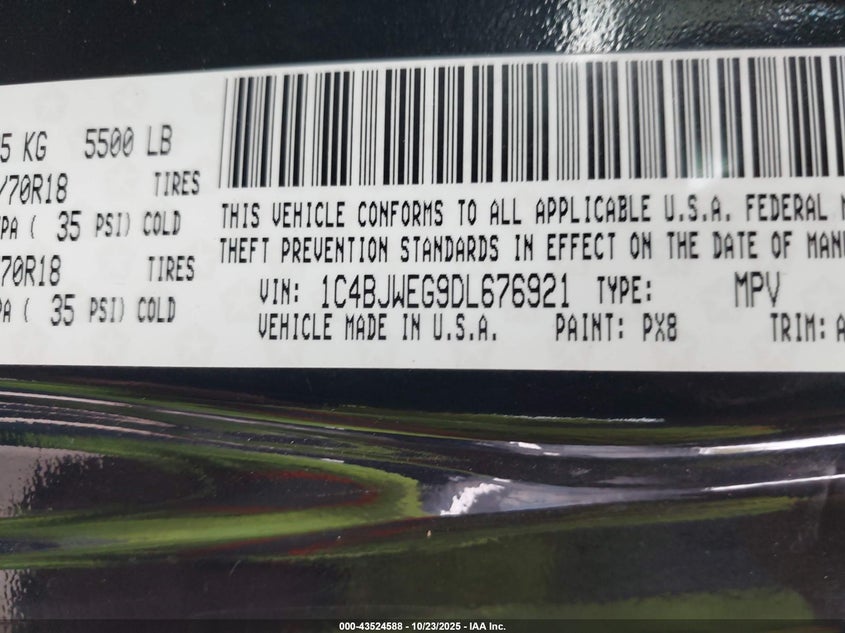 5 KG 5500 LB
/70R18 TIRES
PA ( 35 PSI) COLD
70R18 TIRES
PA ( 35 PSI) COLD
THIS VEHICLE CONFORMS TO ALL APPLICABLE U.S.A. FEDERAL
THEFT PREVENTION STANDARDS IN EFFECT ON THE DATE OF MANU
VIN: 1C4BJWEG9DL676921 TYPE: MPV
VEHICLE MADE IN U.S.A. PAINT: PX8 TRIM: A
000-43524588 - 10/23/2025 - IAA Inc.